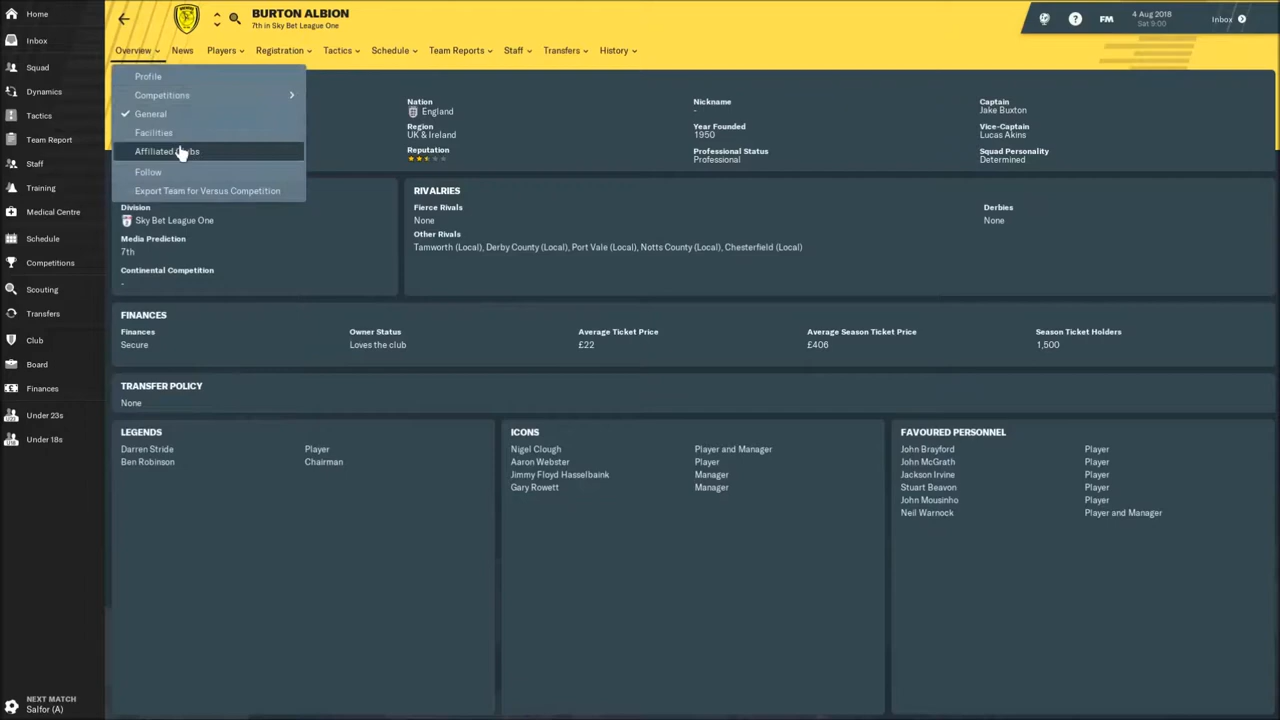 Home
Inbox
Squad
Dynamics
Tactics
Team Report
Staff
Training
Medical Centre
Schedule
Competitions
Scouting
Transfers
Club
Board
Finances
Under 23s
Under 18s
NEXT MATCH
Salfor (A)
BURTON ALBION
7th in Sky Bet League One
FM
4 Aug 2018
Sat 9:00
Inbox
Overview News Players Registration Tactics Schedule Team Reports Staff Transfers History
Profile
Competitions
General
Facilities
Affiliated
Follow
Export Team for Versus Competition
Nation
England
Region
UK & Ireland
Reputation
Nickname
-
Year Founded
1950
Professional Status
Professional
Captain
Jake Buxton
Vice-Captain
Lucas Akins
Squad Personality
Determined
Division
Sky Bet League One
Media Prediction
7th
Continental Competition
-
RIVALRIES
Fierce Rivals
None
Derbies
None
Other Rivals
Tamworth (Local), Derby County (Local), Port Vale (Local), Notts County (Local), Chesterfield (Local)
FINANCES
Finances Owner Status Average Ticket Price Average Season Ticket Price Season Ticket Holders
Secure Loves the club £22 £406 1,500
TRANSFER POLICY
None
LEGENDS
Darren Stride Player
Ben Robinson Chairman
ICONS
Nigel Clough Player and Manager
Aaron Webster Player
Jimmy Floyd Hasselbaink Manager
Gary Rowett Manager
FAVOURED PERSONNEL
John Brayford Player
John McGrath Player
Jackson Irvine Player
Stuart Beavon Player
John Mousinho Player
Neil Warnock Player and Manager